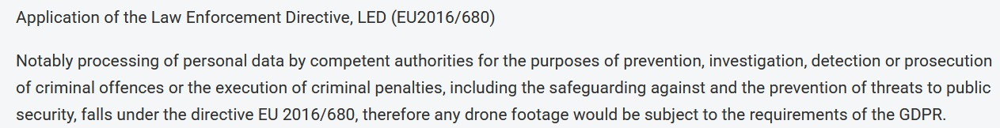 Application of the Law Enforcement Directive, LED (EU2016/680)
Notably processing of personal data by competent authorities for the purposes of prevention, investigation, detection or prosecution
of criminal offences or the execution of criminal penalties, including the safeguarding against and the prevention of threats to public
security, falls under the directive EU 2016/680, therefore any drone footage would be subject to the requirements of the GDPR.